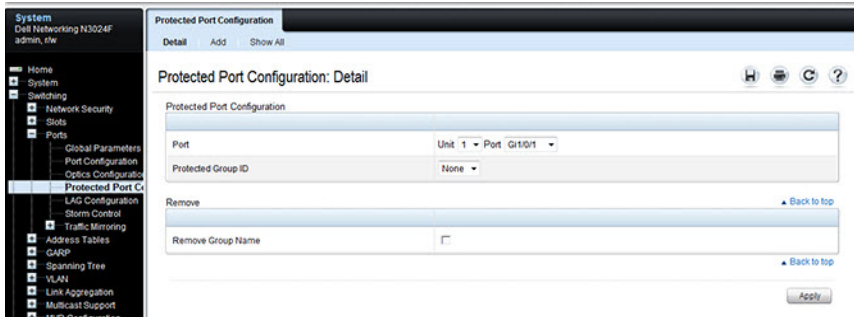 System
Dell Networking N3024F
admin, r/w
Home
System
Switching
Network Security
Slots
Ports
Global Parameters
Port Configuration
Optics Configuratio
Protected Port Co
LAG Configuration
Storm Control
Traffic Mirroring
Address Tables
GARP
Spanning Tree
VLAN
Link Aggregation
Multicast Support
Protected Port Configuration
Detail Add Show All
Protected Port Configuration: Detail
Protected Port Configuration
Port Unit 1 Port Gi1/0/1
Protected Group ID None
Remove Back to top
Remove Group Name
Back to top
Apply